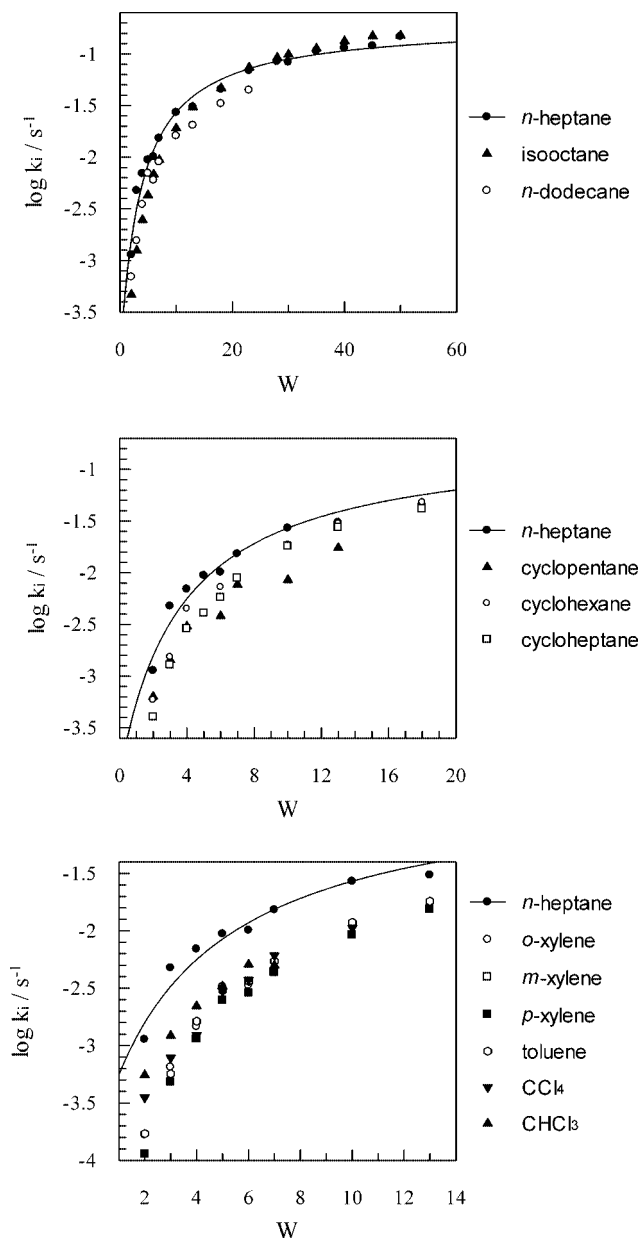 -1
-1.5
-2
-2.5
-3
-3.5
log ki / s-1
0
20
40
60
W
n-heptane
isooctane
n-dodecane
-1
-1.5
-2
-2.5
-3
-3.5
log ki / s-1
0
4
8
12
16
20
W
n-heptane
cyclopentane
cyclohexane
cycloheptane
-1.5
-2
-2.5
-3
-3.5
-4
log ki / s-1
2
4
6
8
10
12
14
W
n-heptane
o-xylene
m-xylene
p-xylene
toluene
CCl4
CHCl3